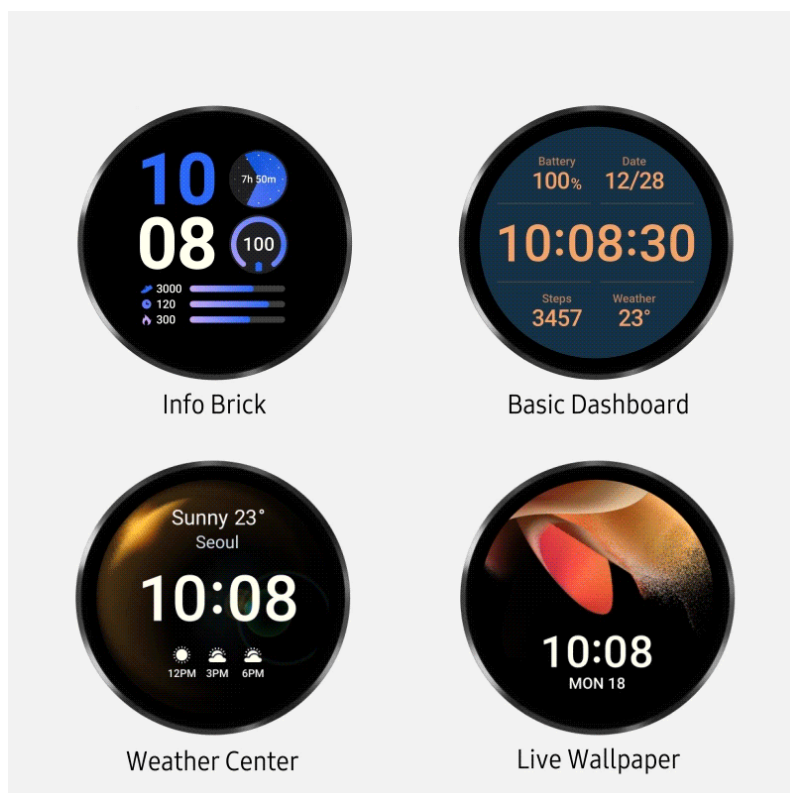 10
7h 50m
08
100
3000
120
300
Info Brick
Battery Date
100% 12/28
10:08:30
Steps Weather
3457 23°
Basic Dashboard
Sunny 23°
Seoul
10:08
12PM 3PM 6PM
Weather Center
10:08
MON 18
Live Wallpaper